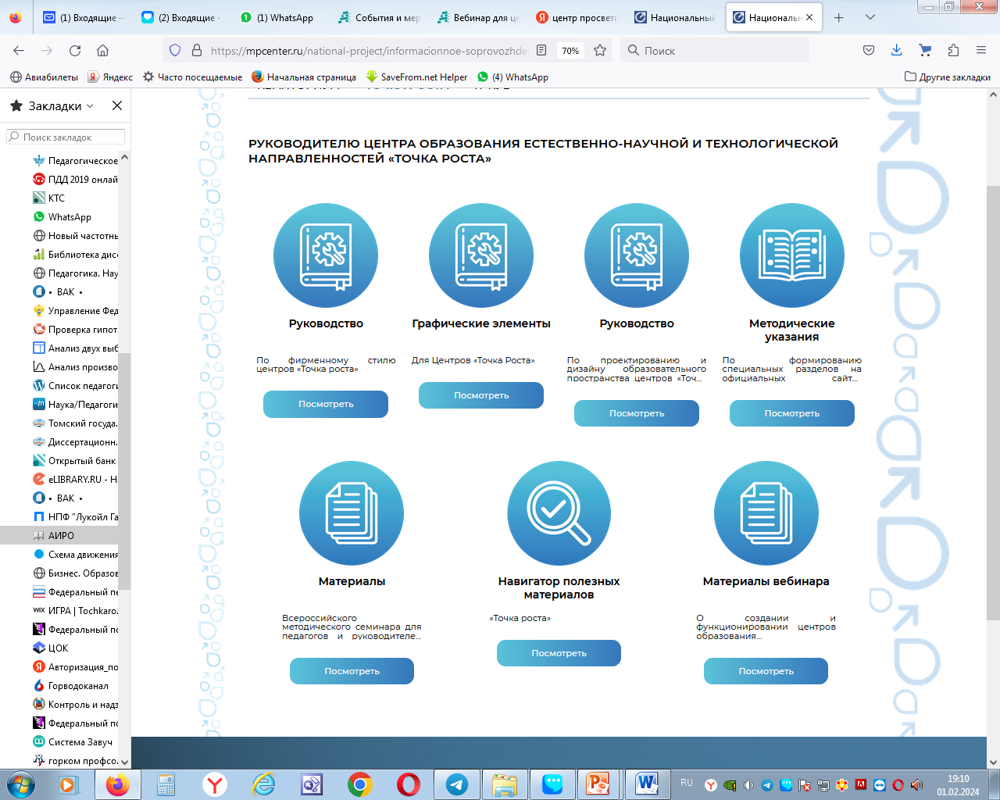 (1) Входящие –
(2) Входящие -
(1) WhatsApp
События и мер
Вебинар для це
центр просвети
Национальный
Националь
https://mpcenter.ru/national-project/informacionnoe-soprovozhde
70%
Поиск
Авиабилеты
Яндекс
Часто посещаемые
Начальная страница
SaveFrom.net Helper
(4) WhatsApp
Другие закладки
Закладки
Поиск закладок
Педагогическое
ПДД 2019 онлай
КТС
WhatsApp
Новый частотнь
Библиотека дисс
Педагогика. Нау
• ВАК •
Управление Фед
Проверка гипот
Анализ двух выб
Анализ произво
Список педагоги
Наука/Педагоги
Томский госуда.
Диссертационн.
Открытый банк
eLIBRARY.RU - Н.
• ВАК •
НПФ "Лукойл Га
АИРО
Схема движения
Бизнес. Образов
Федеральный пе
ИГРА | Tochkaro.
Федеральный по
ЦОК
Авторизация_по
Горводоканал
Контроль и надз
Федеральный по
Система Завуч
горком профсо.
РУКОВОДИТЕЛЮ ЦЕНТРА ОБРАЗОВАНИЯ ЕСТЕСТВЕННО-НАУЧНОЙ И ТЕХНОЛОГИЧЕСКОЙ
НАПРАВЛЕННОСТЕЙ «ТОЧКА РОСТА»
Руководство
По фирменному стилю
центров «Точка роста»
Посмотреть
Графические элементы
Для Центров «Точка Роста»
Посмотреть
Руководство
По проектированию и
дизайну образовательного
пространства центров «Точ...
Посмотреть
Методические
указания
По формированию
специальных разделов на
официальных сайт...
Посмотреть
Материалы
Всероссийского
методического семинара для
педагогов и руководителе...
Посмотреть
Навигатор полезных
материалов
«Точка роста»
Посмотреть
Материалы вебинара
О создании и
функционировании центров
образования...
Посмотреть
RU
19:10
01.02.2024